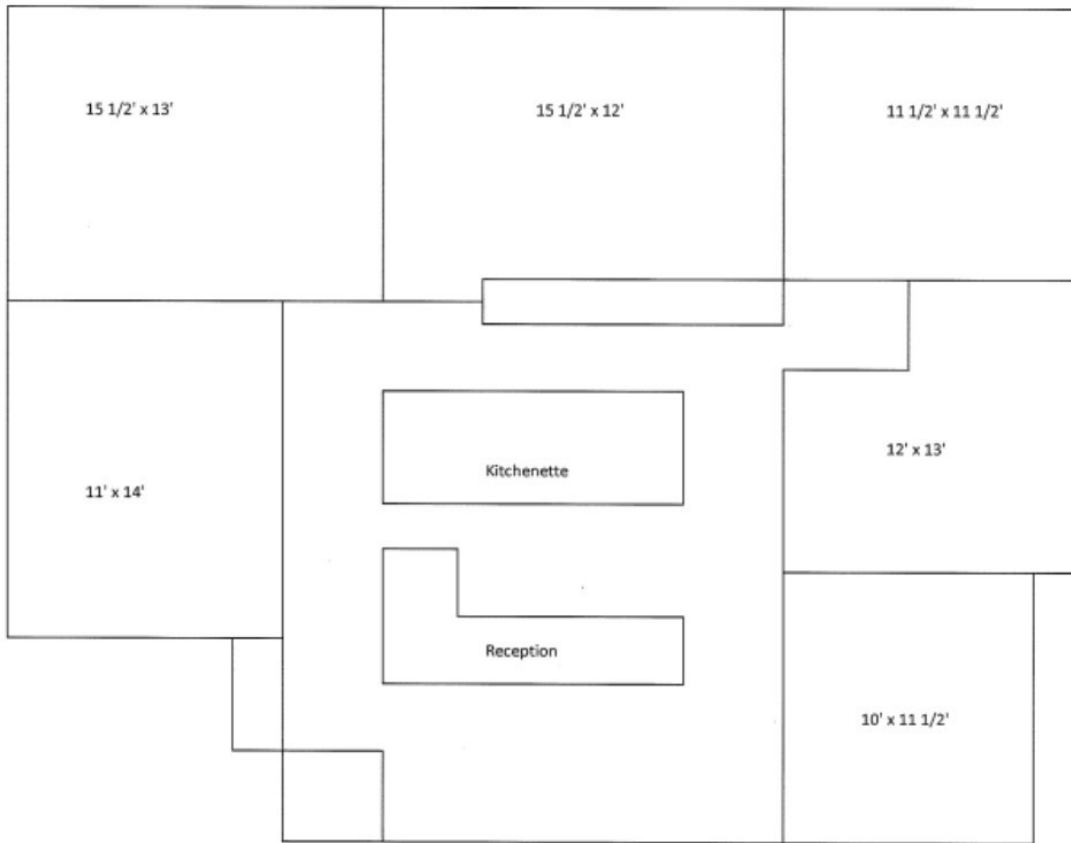 15 1/2' x 13'
15 1/2' x 12'
11 1/2' x 11 1/2'
12' x 13'
Kitchenette
11' x 14'
Reception
10' x 11 1/2'